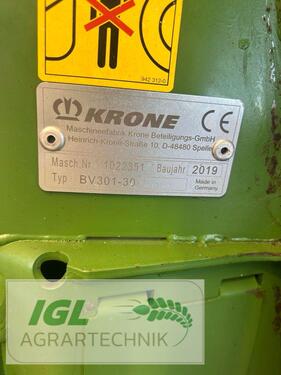 942 312-0
KRONE CE
Maschinenfabrik Krone Beteiligungs-GmbH
Heinrich-Krone-Straße 10, D-48480 Spelle
Masch.Nr. 1022351 Baujahr 2019
Typ BV301-30 Made in
Germany
IGL
AGRARTECHNIK